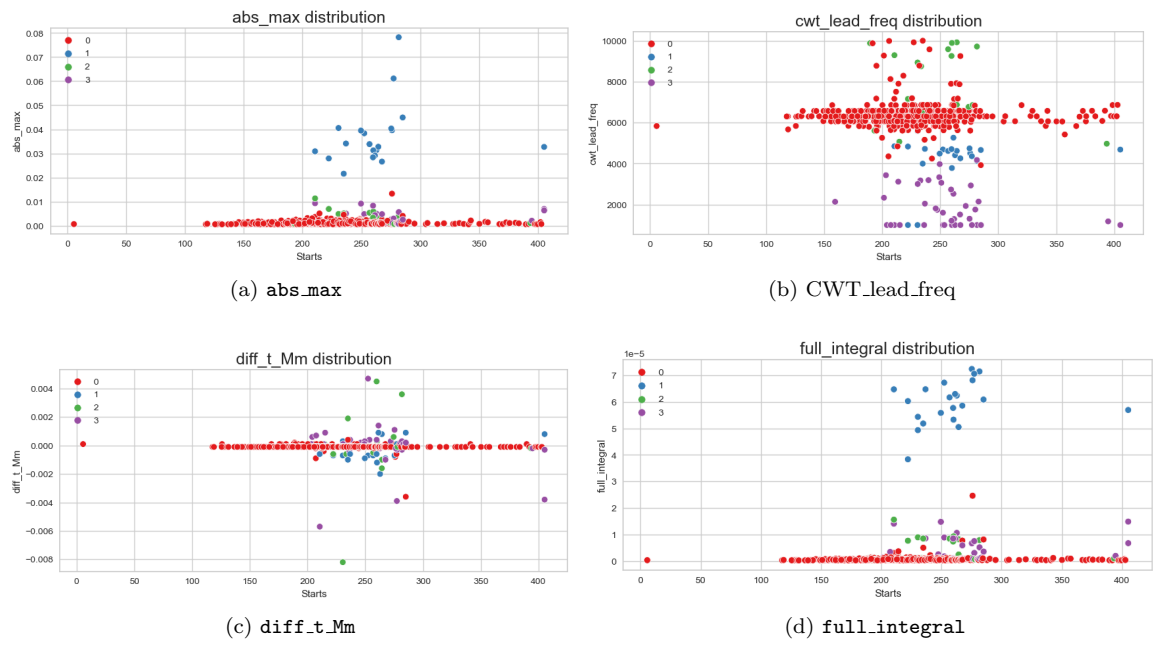 abs_max distribution
0.08
0.07
0.06
0.05
0.04
0.03
0.02
0.01
0.00
abs_max
0
1
2
3
0 50 100 150 200 250 300 350 400
Starts
(a) abs_max
cwt_lead_freq distribution
10000
8000
6000
4000
2000
cwt_lead_freq
0
1
2
3
0 50 100 150 200 250 300 350 400
Starts
(b) CWT_lead_freq
diff_t_Mm distribution
0.004
0.002
0.000
−0.002
−0.004
−0.006
−0.008
diff_t_Mm
0
1
2
3
0 50 100 150 200 250 300 350 400
Starts
(c) diff_t_Mm
full_integral distribution
1e−5
7
6
5
4
3
2
1
0
full_integral
0
1
2
3
0 50 100 150 200 250 300 350 400
Starts
(d) full_integral